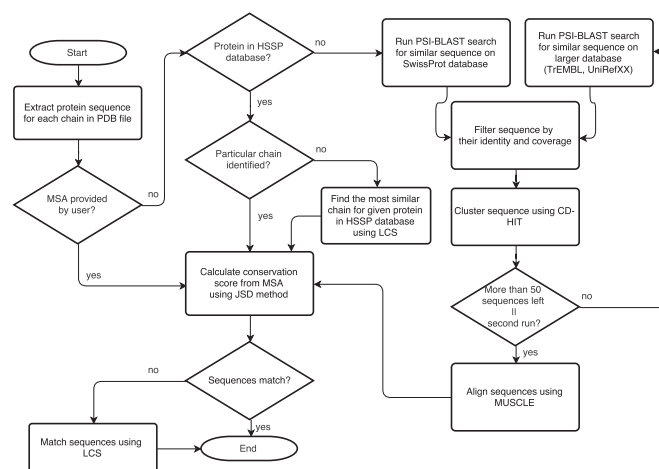 Start
Extract protein sequence
for each chain in PDB file
MSA provided
by user?
no
yes
Protein in HSSP
database?
no
yes
Particular chain
identified?
no
yes
Find the most similar
chain for given protein
in HSSP database
using LCS
Calculate conservation
score from MSA
using JSD method
Sequences match?
no
yes
Match sequences using
LCS
End
Run PSI-BLAST search
for similar sequence on
SwissProt database
Run PSI-BLAST search
for similar sequence on
larger database
(TrEMBL, UniRefXX)
Filter sequence by
their identity and coverage
Cluster sequence using CD-
HIT
More than 50
sequences left
II
second run?
no
yes
Align sequences using
MUSCLE